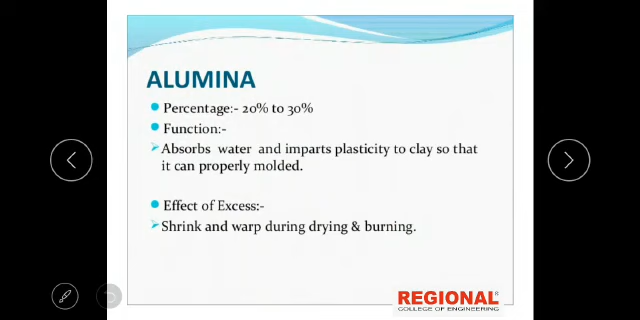 ALUMINA
Percentage:- 20% to 30%
Function:-
Absorbs water and imparts plasticity to clay so that
it can properly molded.
Effect of Excess:-
Shrink and warp during drying & burning.
REGIONAL®
COLLEGE OF ENGINEERING